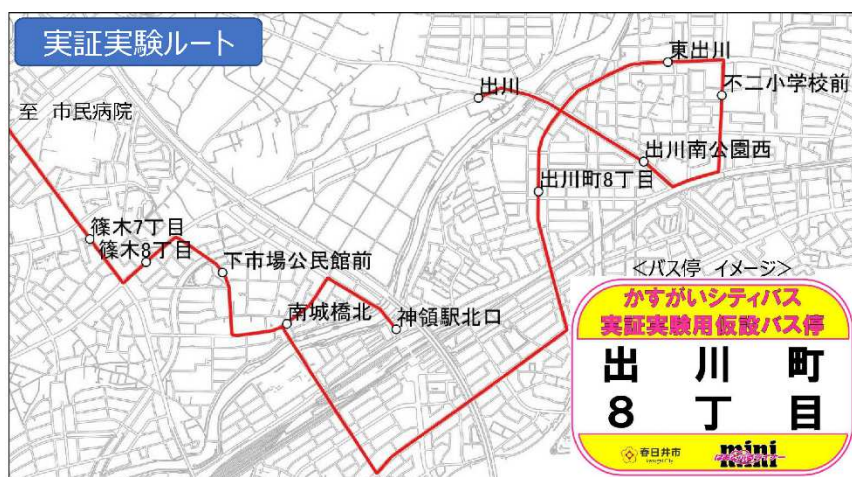 実証実験ルート
東出川
出川
不二小学校前
至 市民病院
出川南公園西
出川町8丁目
篠木7丁目
篠木8丁目
下市場公民館前
<バス停 イメージ>
南城橋北
神領駅北口
かすがいシティバス
実証実験用仮設バス停
出川町
8丁目
春日井市
mini